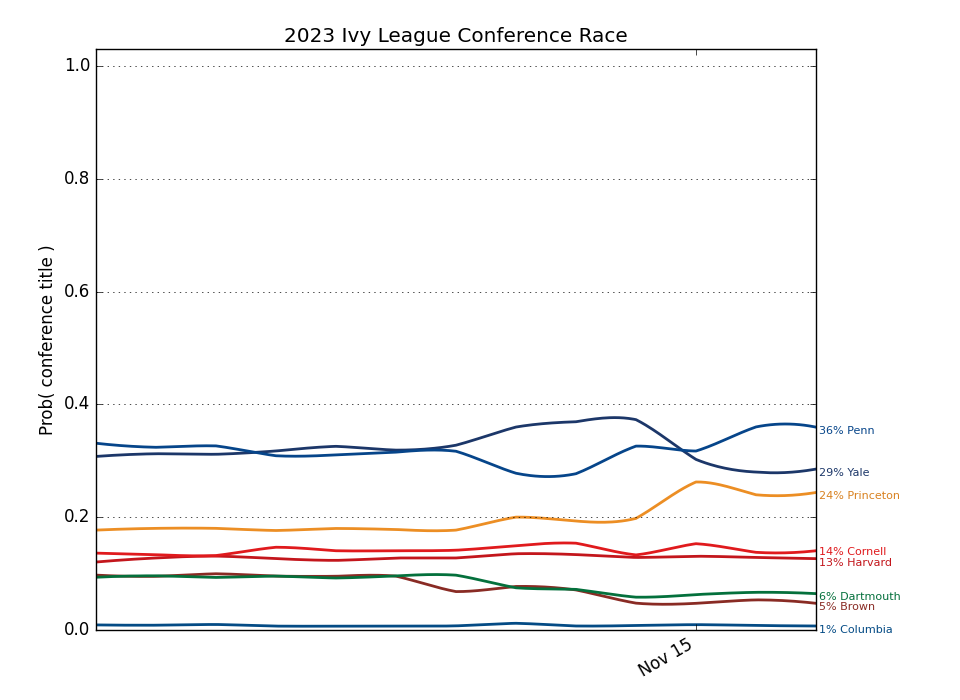 2023 Ivy League Conference Race
Prob( conference title )
1.0
0.8
0.6
0.4
0.2
0.0
36% Penn
29% Yale
24% Princeton
14% Cornell
13% Harvard
6% Dartmouth
5% Brown
1% Columbia
Nov 15